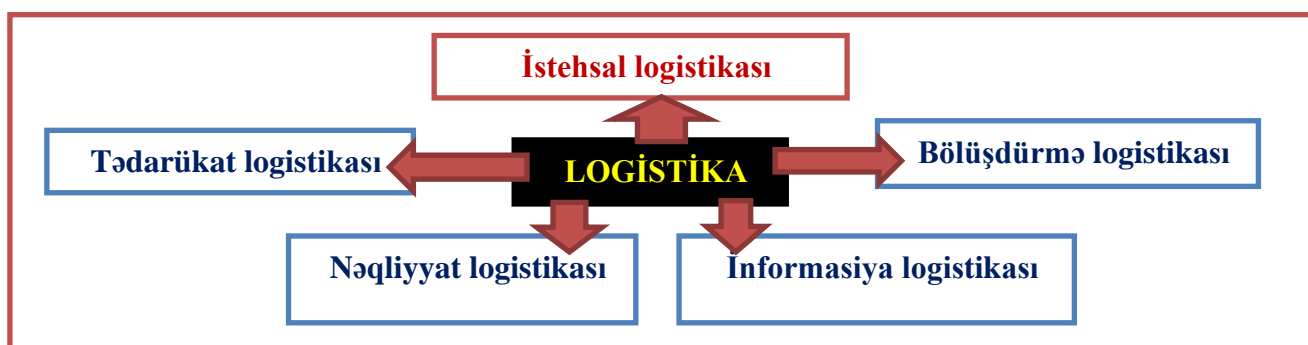 İstehsal logistikası
Tədarükat logistikası
LOGİSTİKA
Bölüşdürmə logistikası
Nəqliyyat logistikası
İnformasiya logistikası